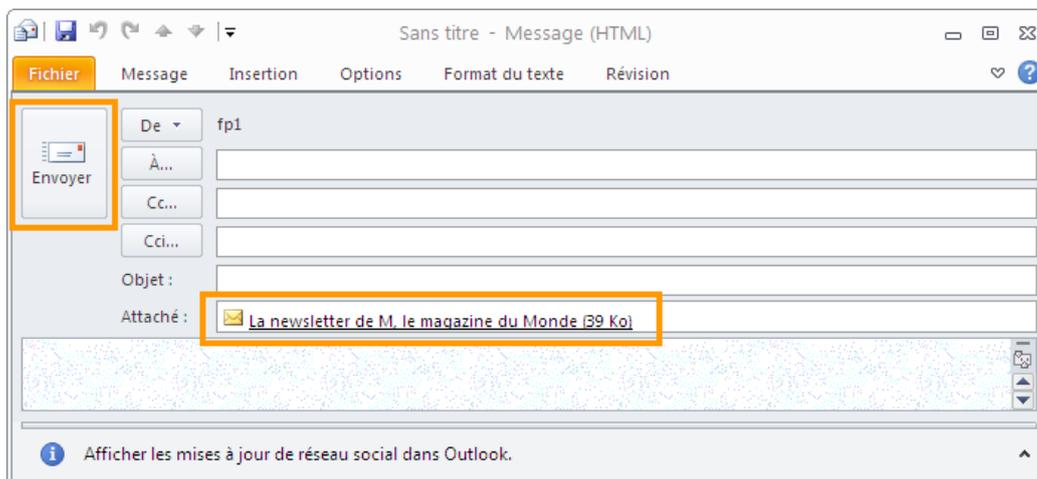 Sans titre - Message (HTML)
Fichier Message Insertion Options Format du texte Révision
De fp1
Envoyer
À...
Cc...
Cci...
Objet :
Attaché : La newsletter de M, le magazine du Monde (39 Ko)
Afficher les mises à jour de réseau social dans Outlook.